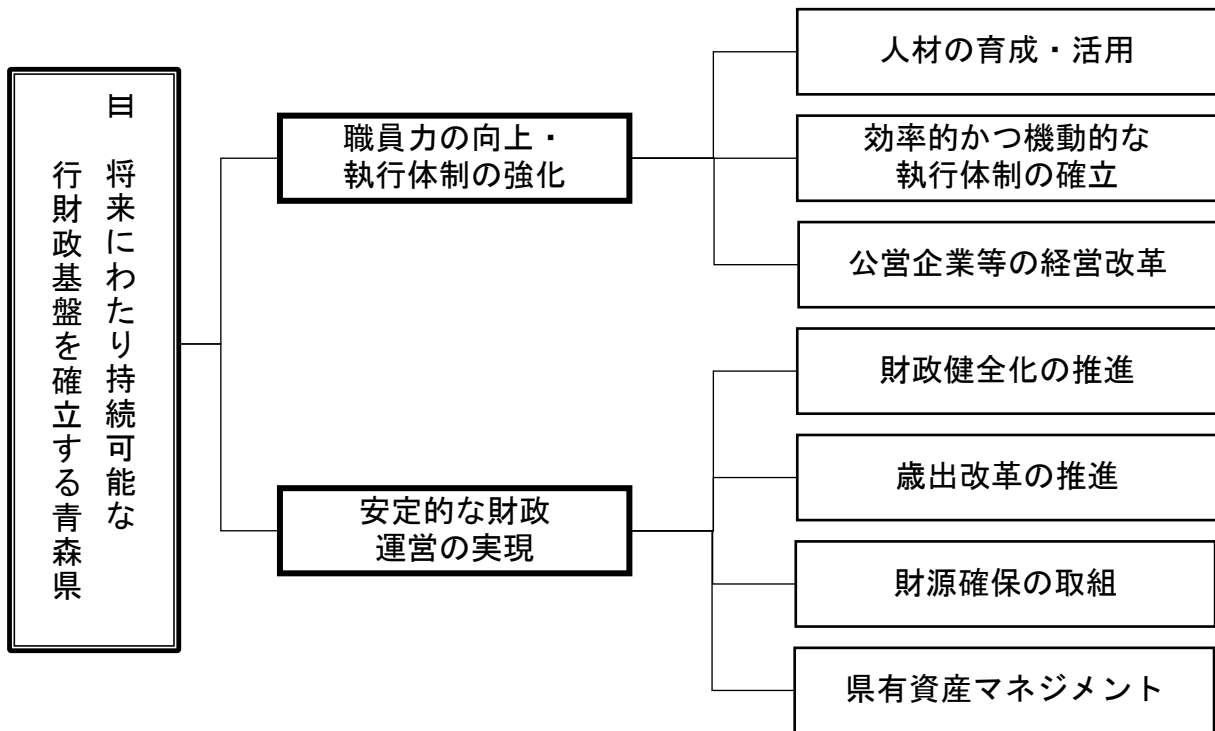 目
将来にわたり持続可能な
行財政基盤を確立する青森県
職員力の向上・
執行体制の強化
人材の育成・活用
効率的かつ機動的な
執行体制の確立
公営企業等の経営改革
安定的な財政
運営の実現
財政健全化の推進
歳出改革の推進
財源確保の取組
県有資産マネジメント